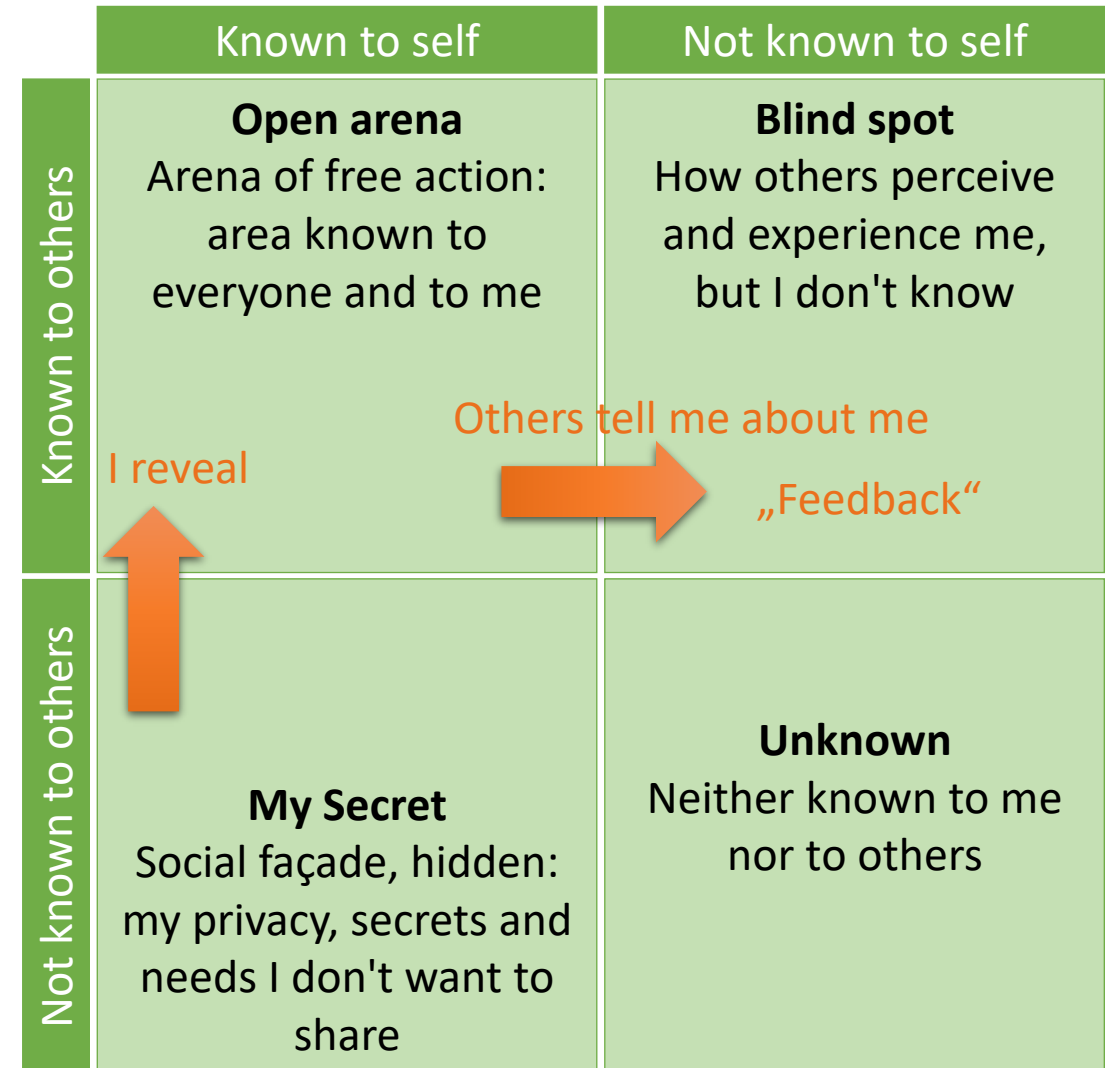 Known to self
Not known to self
Known to others
Open arena
Arena of free action:
area known to
everyone and to me
Blind spot
How others perceive
and experience me,
but I don't know
Others tell me about me
I reveal
„Feedback“
Not known to others
My Secret
Social façade, hidden:
my privacy, secrets and
needs I don't want to
share
Unknown
Neither known to me
nor to others